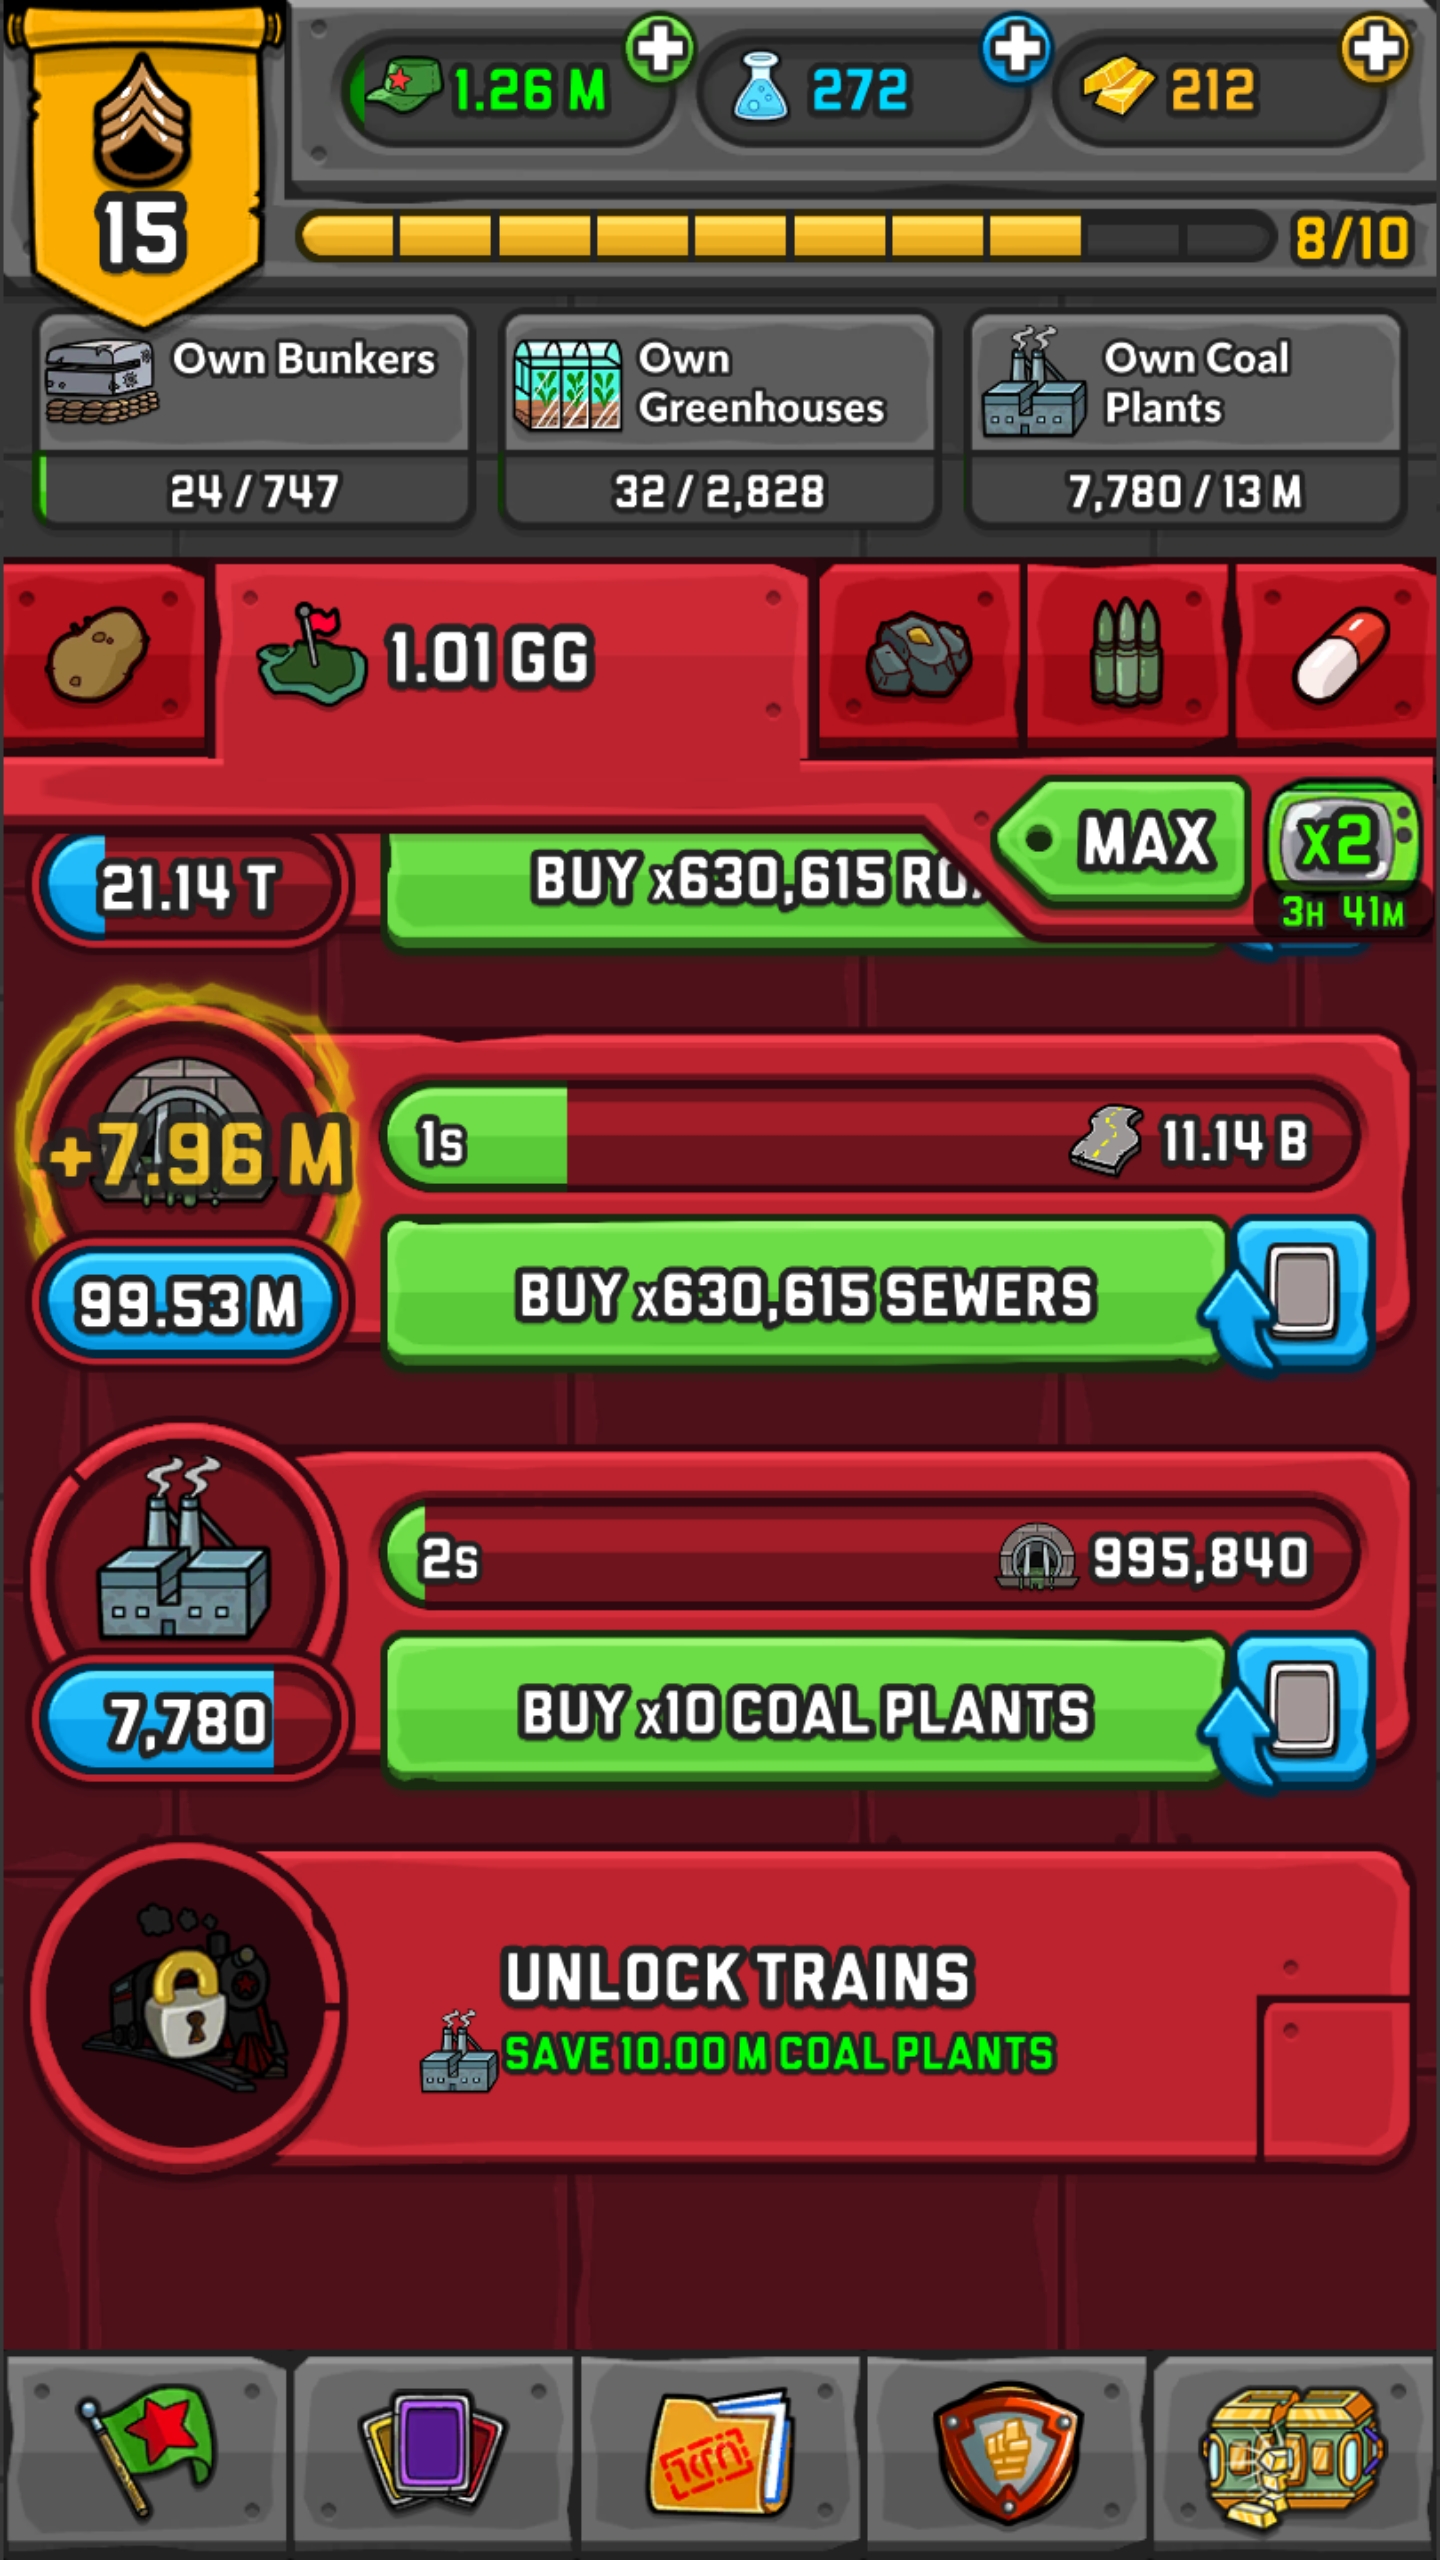 1.26 M
272
212
15
8/10
Own Bunkers
24 / 747
Own
Greenhouses
32 / 2,828
Own Coal
Plants
7,780 / 13 M
1.01 GG
MAX
x2
3H 41M
21.14 T
BUY x630,615
+7.96 M
1s
11.14 B
99.53 M
BUY x630,615 SEWERS
2s
995,840
7,780
BUY x10 COAL PLANTS
UNLOCK TRAINS
SAVE 10.00 M COAL PLANTS